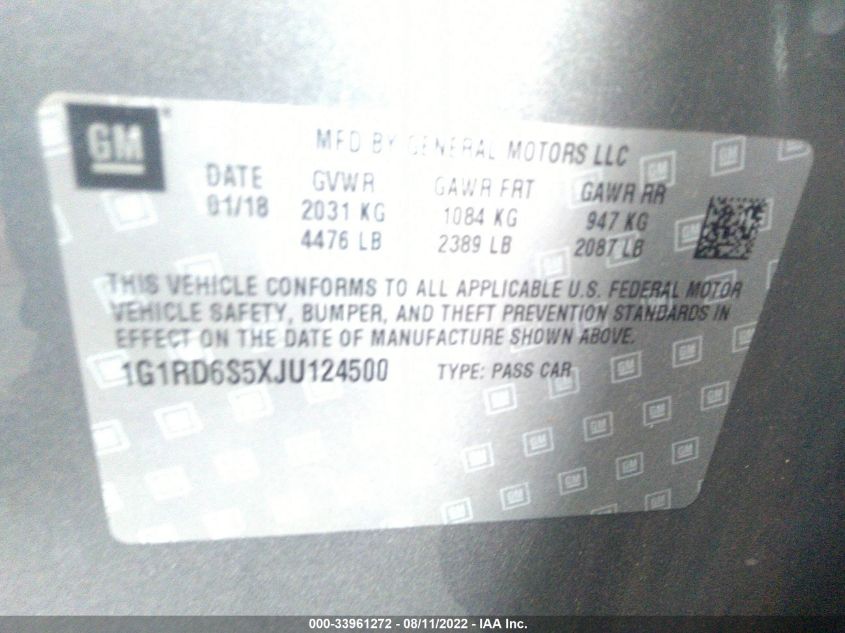 GM
MFD BY GENERAL MOTORS LLC
DATE GVWR GAWR FRT GAWR RR
01/18 2031 KG 1084 KG 947 KG
4476 LB 2389 LB 2087 LB
THIS VEHICLE CONFORMS TO ALL APPLICABLE U.S. FEDERAL MOTOR
VEHICLE SAFETY, BUMPER, AND THEFT PREVENTION STANDARDS IN
EFFECT ON THE DATE OF MANUFACTURE SHOWN ABOVE.
1G1RD6S5XJU124500 TYPE: PASS CAR
000-33961272 - 08/11/2022 - IAA Inc.